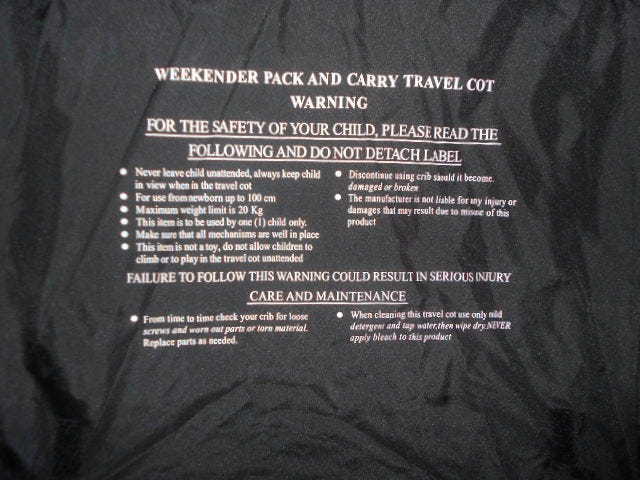 WEEKENDER PACK AND CARRY TRAVEL COT
WARNING
FOR THE SAFETY OF YOUR CHILD, PLEASE READ THE
FOLLOWING AND DO NOT DETACH LABEL
● Never leave child unattended, always keep child
in view when in the travel cot
● For use from newborn up to 100 cm
● Maximum weight limit is 20 Kg
● This item is to be used by one (1) child only.
● Make sure that all mechanisms are well in place
● This item is not a toy, do not allow children to
climb or to play in the travel cot unattended
● Discontinue using crib should it become.
damaged or broken
● The manufacturer is not liable for any injury or
damages that may result due to misuse of this
product
FAILURE TO FOLLOW THIS WARNING COULD RESULT IN SERIOUS INJURY
CARE AND MAINTENANCE
● From time to time check your crib for loose
screws and worn out parts or torn material.
Replace parts as needed.
● When cleaning this travel cot use only mild
detergent and tap water,then wipe dry.NEVER
apply bleach to this product